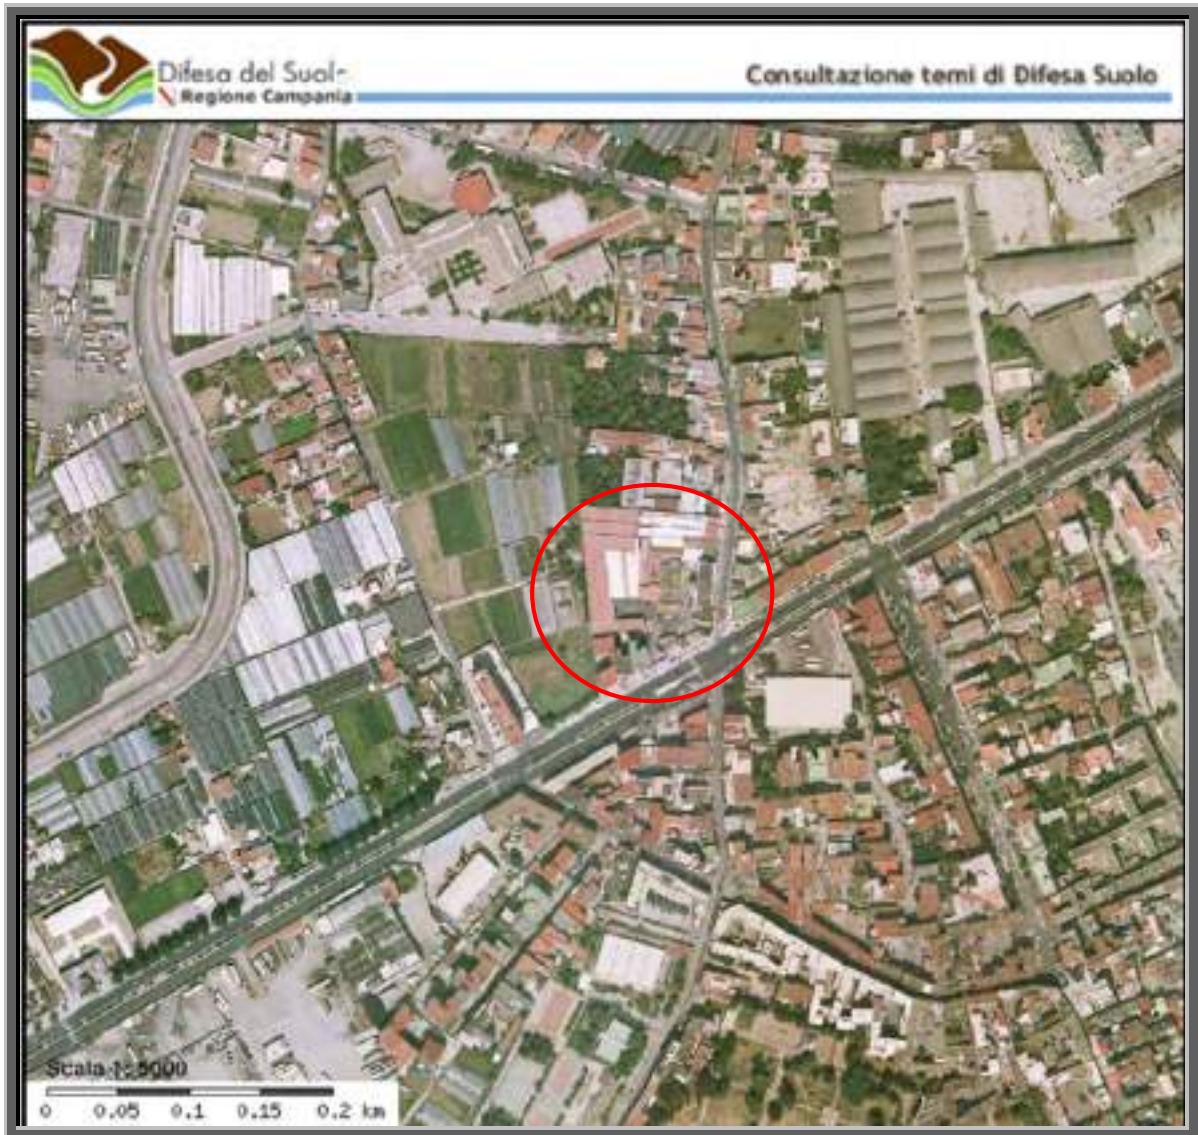 Difesa del Suolo
Regione Campania
Consultazione temi di Difesa Suolo
Scala 1: 5000
0 0.05 0.1 0.15 0.2 km